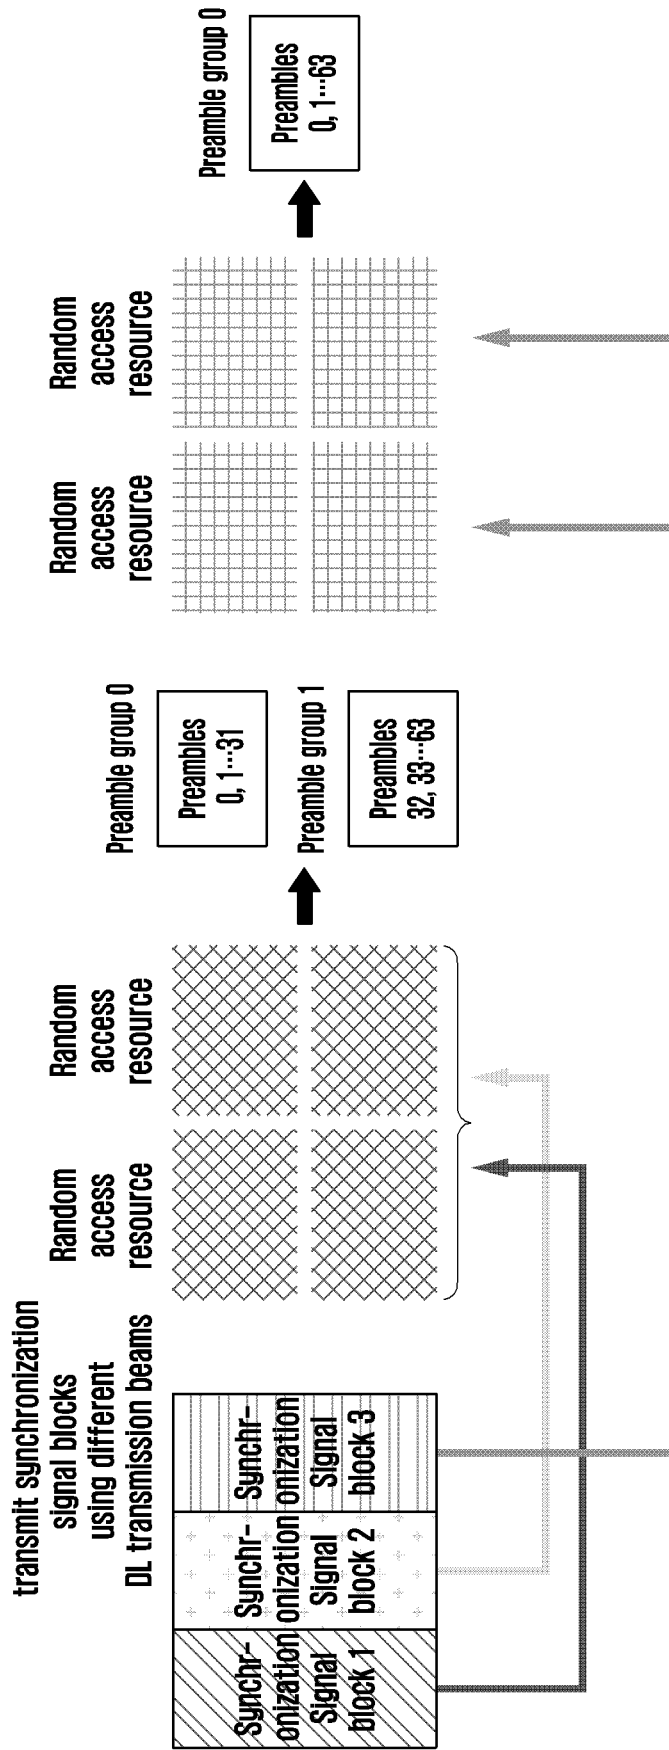 transmit synchronization
signal blocks
using different
DL transmission beams
Synchr-
onization
Signal
block 1
Synchr-
onization
Signal
block 2
Synchr-
onization
Signal
block 3
Random
access
resource
Random
access
resource
Preamble group 0
Preambles
0, 1···31
Preamble group 1
Preambles
32, 33···63
Random
access
resource
Random
access
resource
Preamble group 0
Preambles
0, 1···63